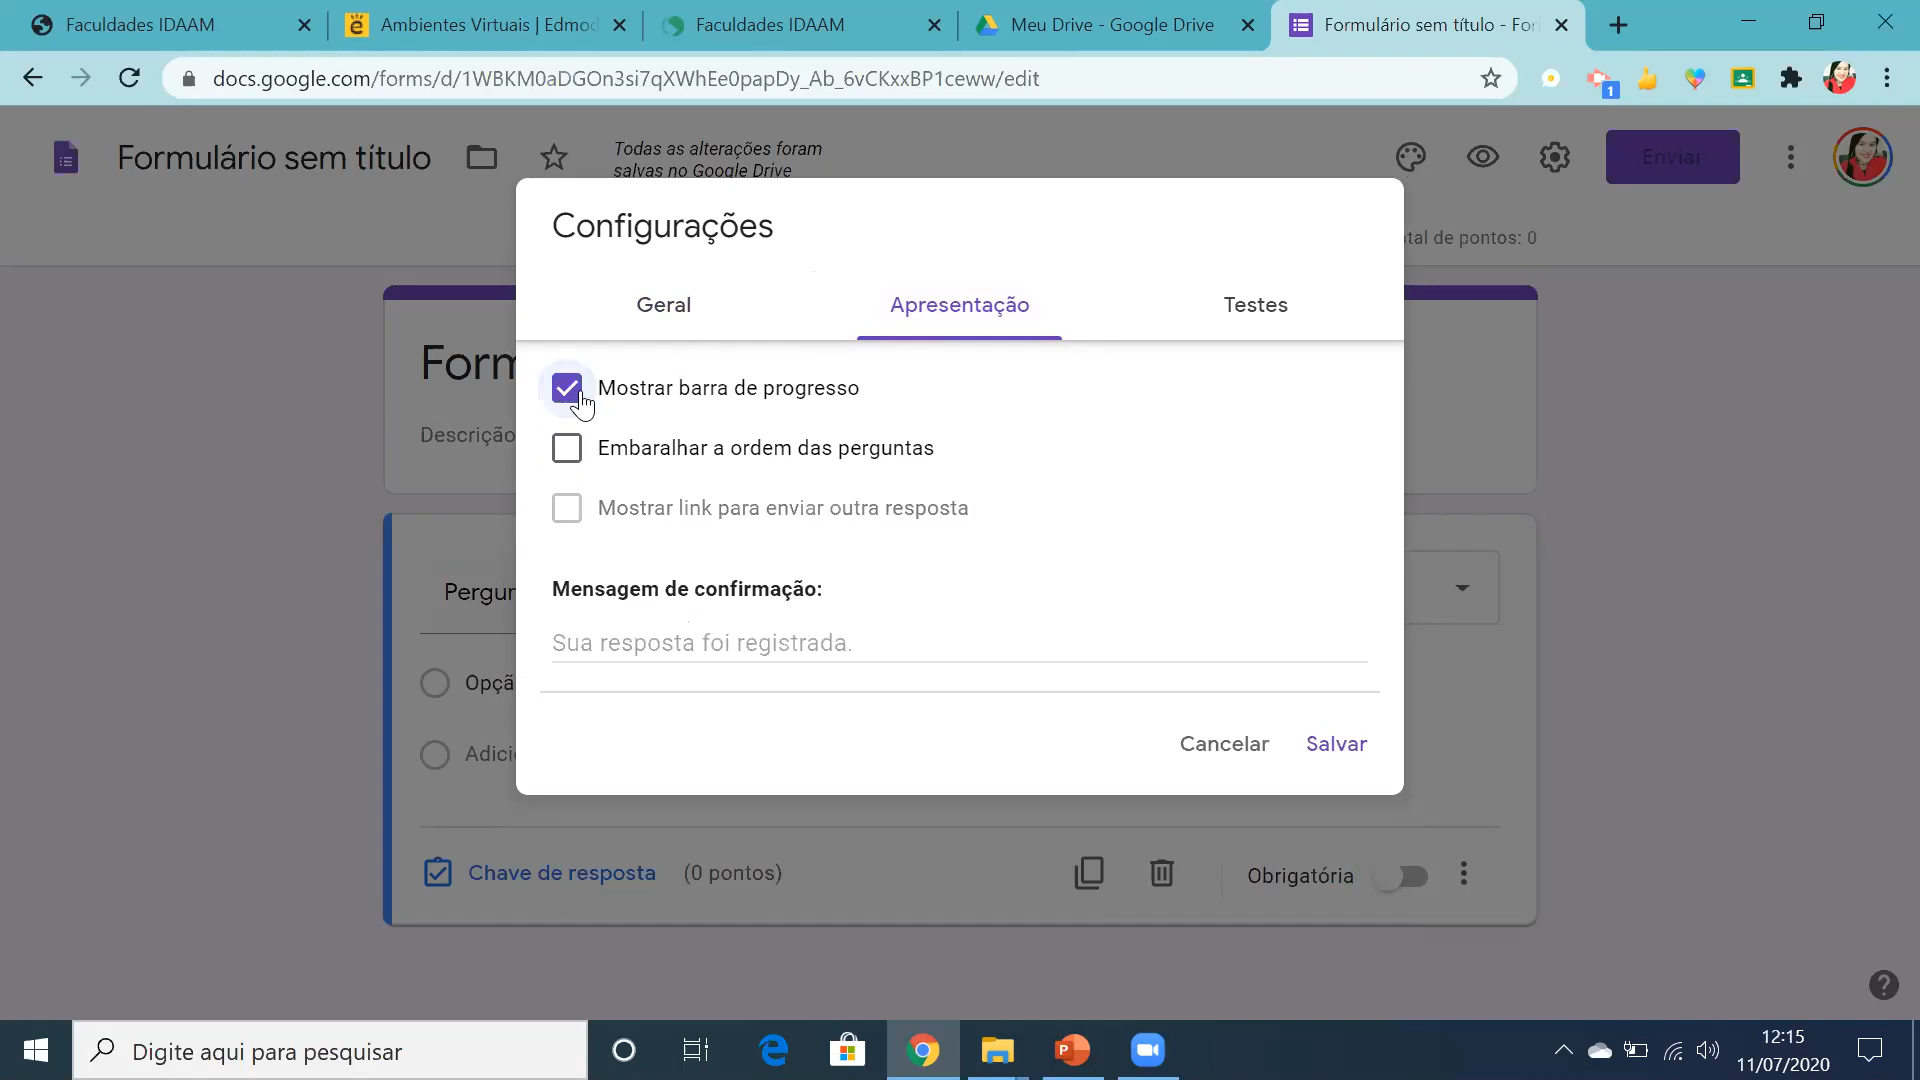 Faculdades IDAAM
Ambientes Virtuais | Edmod
Faculdades IDAAM
Meu Drive - Google Drive
Formulário sem título - For
docs.google.com/forms/d/1WBKM0aDGOn3si7qXWhEe0papDy_Ab_6vCKxxBP1ceww/edit
1
Formulário sem título
Todas as alterações foram
salvas no Google Drive
Enviar
Configurações
tal de pontos: 0
Geral
Apresentação
Testes
Form
Mostrar barra de progresso
Descrição
Embaralhar a ordem das perguntas
Mostrar link para enviar outra resposta
Mensagem de confirmação:
Pergun
Sua resposta foi registrada.
Opçã
Adici
Cancelar
Salvar
Chave de resposta
(0 pontos)
Obrigatória
Digite aqui para pesquisar
12:15
11/07/2020